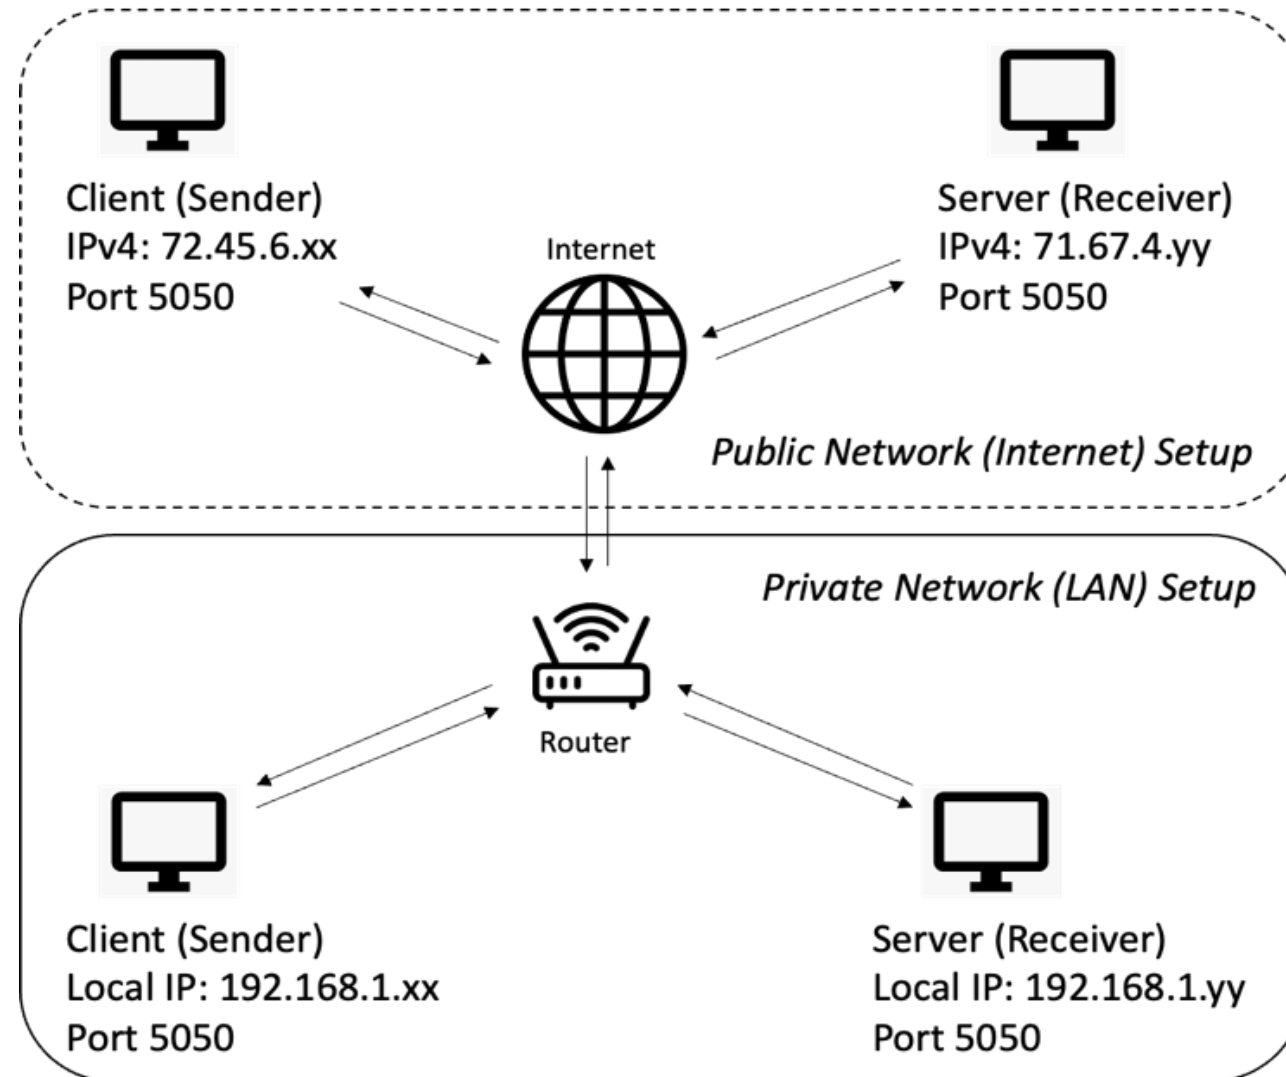 Client (Sender)
IPv4: 72.45.6.xx
Port 5050
Server (Receiver)
IPv4: 71.67.4.yy
Port 5050
Internet
Public Network (Internet) Setup
Private Network (LAN) Setup
Router
Client (Sender)
Local IP: 192.168.1.xx
Port 5050
Server (Receiver)
Local IP: 192.168.1.yy
Port 5050